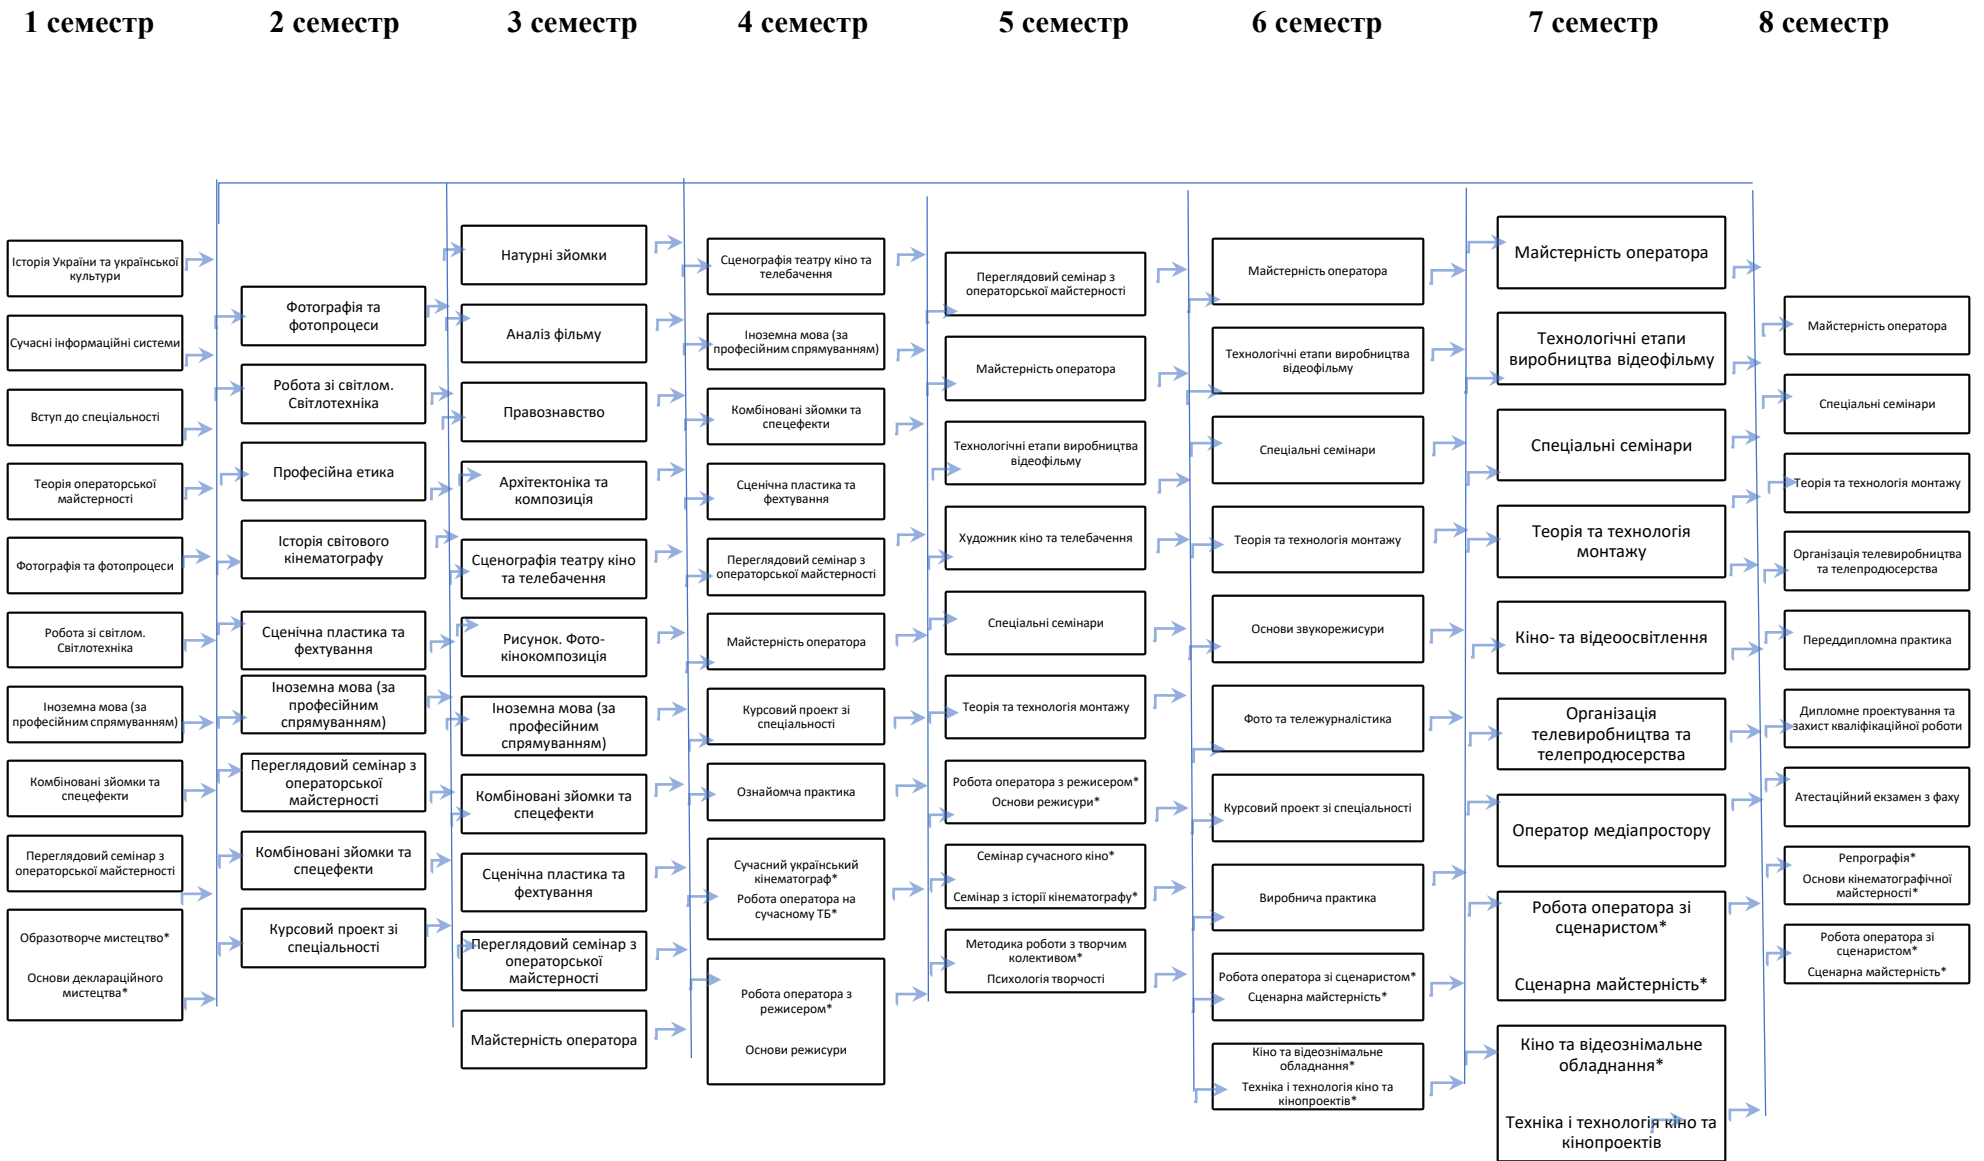 1 семестр
2 семестр
3 семестр
4 семестр
5 семестр
6 семестр
7 семестр
8 семестр
Історія України та української
культури
Сучасні інформаційні системи
Вступ до спеціальності
Теорія операторської
майстерності
Фотографія та фотопроцеси
Робота зі світлом.
Світлотехніка
Іноземна мова (за
професійним спрямуванням)
Комбіновані зйомки та
спецефекти
Переглядовий семінар з
операторської майстерності
Образотворче мистецтво*
Основи деклараційного
мистецтва*
Фотографія та
фотопроцеси
Робота зі світлом.
Світлотехніка
Професійна етика
Історія світового
кінематографу
Сценічна пластика та
фехтування
Іноземна мова (за
професійним
спрямуванням)
Переглядовий семінар з
операторської
майстерності
Комбіновані зйомки та
спецефекти
Курсовий проект зі
спеціальності
Натурні зйомки
Аналіз фільму
Правознавство
Архітектоніка та
композиція
Сценографія театру кіно
та телебачення
Рисунок. Фото-
кінокомпозиція
Іноземна мова (за
професійним
спрямуванням)
Комбіновані зйомки та
спецефекти
Сценічна пластика та
фехтування
Переглядовий семінар з
операторської
майстерності
Майстерність оператора
Сценографія театру кіно та
телебачення
Іноземна мова (за
професійним спрямуванням)
Комбіновані зйомки та
спецефекти
Сценічна пластика та
фехтування
Переглядовий семінар з
операторської майстерності
Майстерність оператора
Курсовий проект зі
спеціальності
Ознайомча практика
Сучасний український
кінематограф*
Робота оператора на
сучасному ТБ*
Робота оператора з
режисером*
Основи режисури
Переглядовий семінар з
операторської майстерності
Майстерність оператора
Технологічні етапи виробництва
відеофільму
Художник кіно та телебачення
Спеціальні семінари
Теорія та технологія монтажу
Робота оператора з режисером*
Основи режисури*
Семінар сучасного кіно*
Семінар з історії кінематографу*
Методика роботи з творчим
колективом*
Психологія творчості
Майстерність оператора
Технологічні етапи виробництва
відеофільму
Спеціальні семінари
Теорія та технологія монтажу
Основи звукорежисури
Фото та тележурналістика
Курсовий проект зі спеціальності
Виробнича практика
Робота оператора зі сценаристом*
Сценарна майстерність*
Кіно та відеознімальне
обладнання*
Техніка і технологія кіно та
кінопроектів*
Майстерність оператора
Технологічні етапи
виробництва відеофільму
Спеціальні семінари
Теорія та технологія
монтажу
Кіно- та відеоосвітлення
Організація
телевиробництва та
телепродюсерства
Оператор медіапростору
Робота оператора зі
сценаристом*
Сценарна майстерність*
Кіно та відеознімальне
обладнання*
Техніка і технологія кіно та
кінопроектів
Майстерність оператора
Спеціальні семінари
Теорія та технологія монтажу
Організація телевиробництва
та телепродюсерства
Переддипломна практика
Дипломне проектування та
захист кваліфікаційної роботи
Атестаційний екзамен з фаху
Репрографія*
Основи кінематографічної
майстерності*
Робота оператора зі
сценаристом*
Сценарна майстерність*